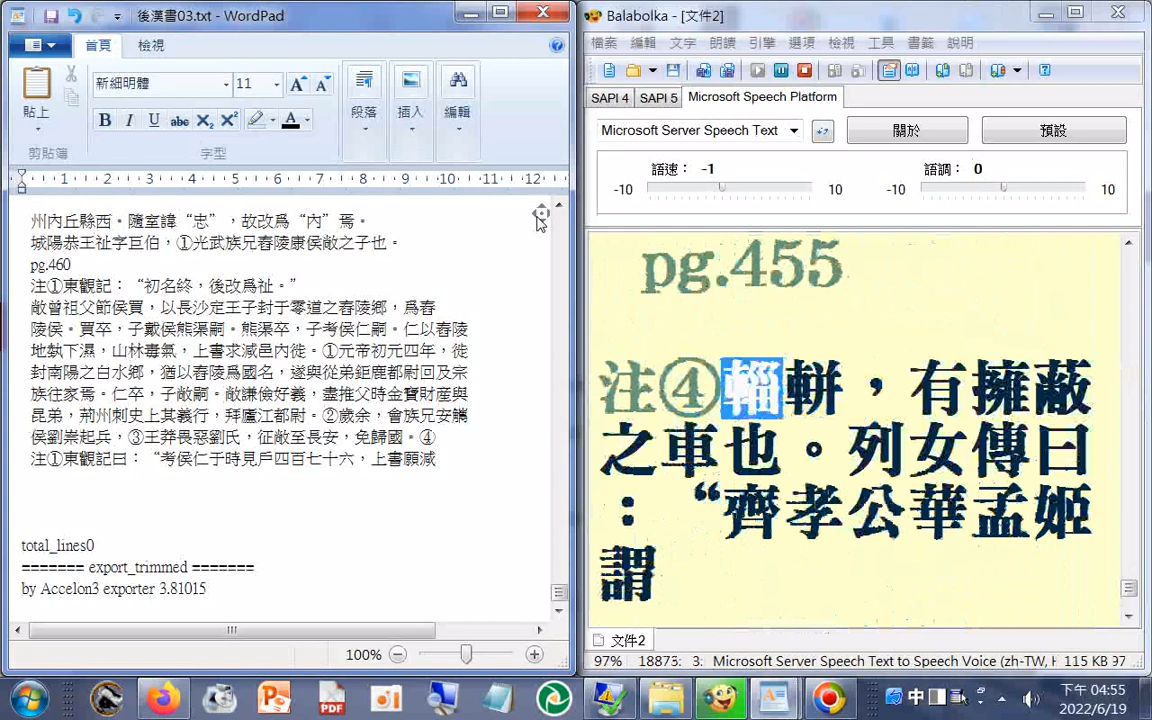 後漢書03.txt - WordPad
首頁
檢視
貼上
剪貼簿
新細明體
11
B I U abc X₂ X²
A
字型
段落
插入
編輯
1 2 3 4 5 6 7 8 9 10 11 12
州內丘縣西。隨室諱“忠”，故改爲“內”焉。
城陽恭王祉字巨伯，①光武族兄舂陵康侯敞之子也。
pg.460
注①東觀記：“初名終，後改爲祉。”
敞曾祖父節侯買，以長沙定王子封于零道之舂陵鄉，爲舂
陵侯。買卒，子戴侯熊渠嗣。熊渠卒，子考侯仁嗣。仁以舂陵
地埶下濕，山林毒氣，上書求減邑內徙。①元帝初元四年，徙
封南陽之白水鄉，猶以舂陵爲國名，遂與從弟鉅鹿都尉回及宗
族往家焉。仁卒，子敞嗣。敞謙儉好義，盡推父時金寶財產與
昆弟，荊州刺史上其義行，拜廬江都尉。②歲余，會族兄安觽
侯劉崇起兵，③王莽畏惡劉氏，征敞至長安，免歸國。④
注①東觀記曰：“考侯仁于時見戶四百七十六，上書願減
total_lines0
======= export_trimmed =======
by Accelon3 exporter 3.81015
100%
Balabolka - [文件2]
檔案 編輯 文字 朗讀 引擎 選項 檢視 工具 書籤 說明
SAPI 4
SAPI 5
Microsoft Speech Platform
Microsoft Server Speech Text
關於
預設
語速： -1
-10 10
語調： 0
-10 10
pg.455
注④輜軿，有擁蔽
之車也。列女傳曰
：“齊孝公華孟姬
謂
文件2
97% 18873: 3: Microsoft Server Speech Text to Speech Voice (zh-TW, H 115 KB 97
PDF
中
下午 04:55
2022/6/19